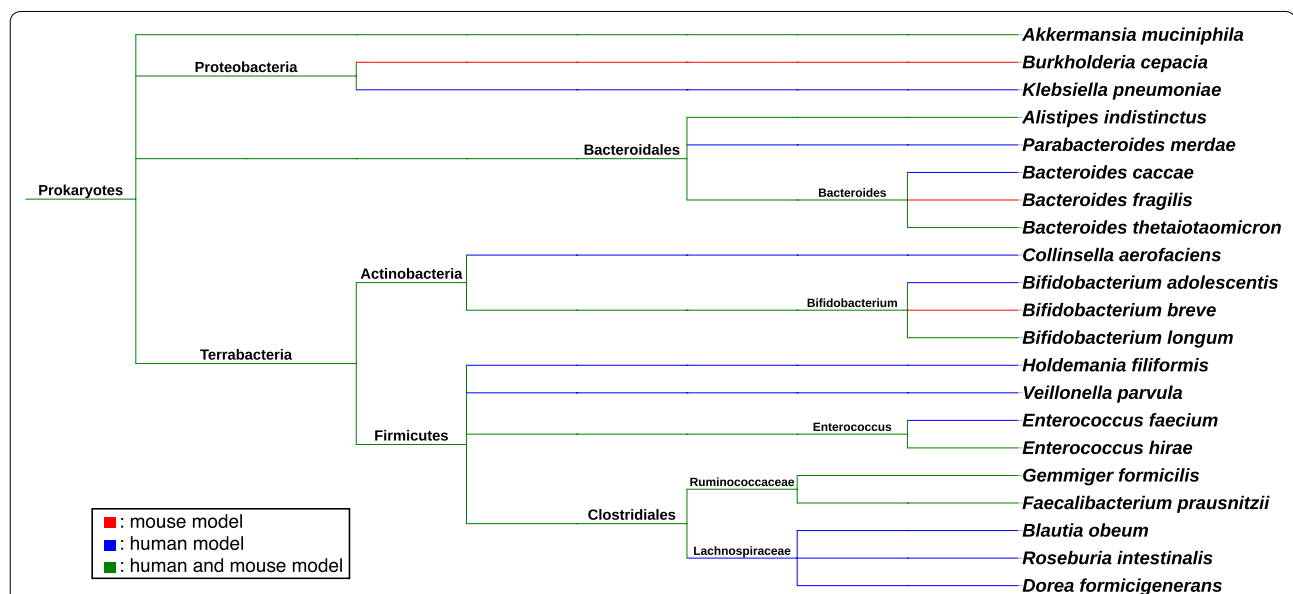 Akkermansia muciniphila
Proteobacteria
Burkholderia cepacia
Klebsiella pneumoniae
Alistipes indistinctus
Bacteroidales
Parabacteroides merdae
Bacteroides caccae
Prokaryotes
Bacteroides
Bacteroides fragilis
Bacteroides thetaiotaomicron
Collinsella aerofaciens
Actinobacteria
Bifidobacterium adolescentis
Bifidobacterium
Bifidobacterium breve
Bifidobacterium longum
Terrabacteria
Holdemania filiformis
Veillonella parvula
Enterococcus faecium
Firmicutes
Enterococcus
Enterococcus hirae
Gemmiger formicilis
Ruminococcaceae
Faecalibacterium prausnitzii
Clostridiales
Blautia obeum
Lachnospiraceae
Roseburia intestinalis
Dorea formicigenerans
: mouse model
: human model
: human and mouse model